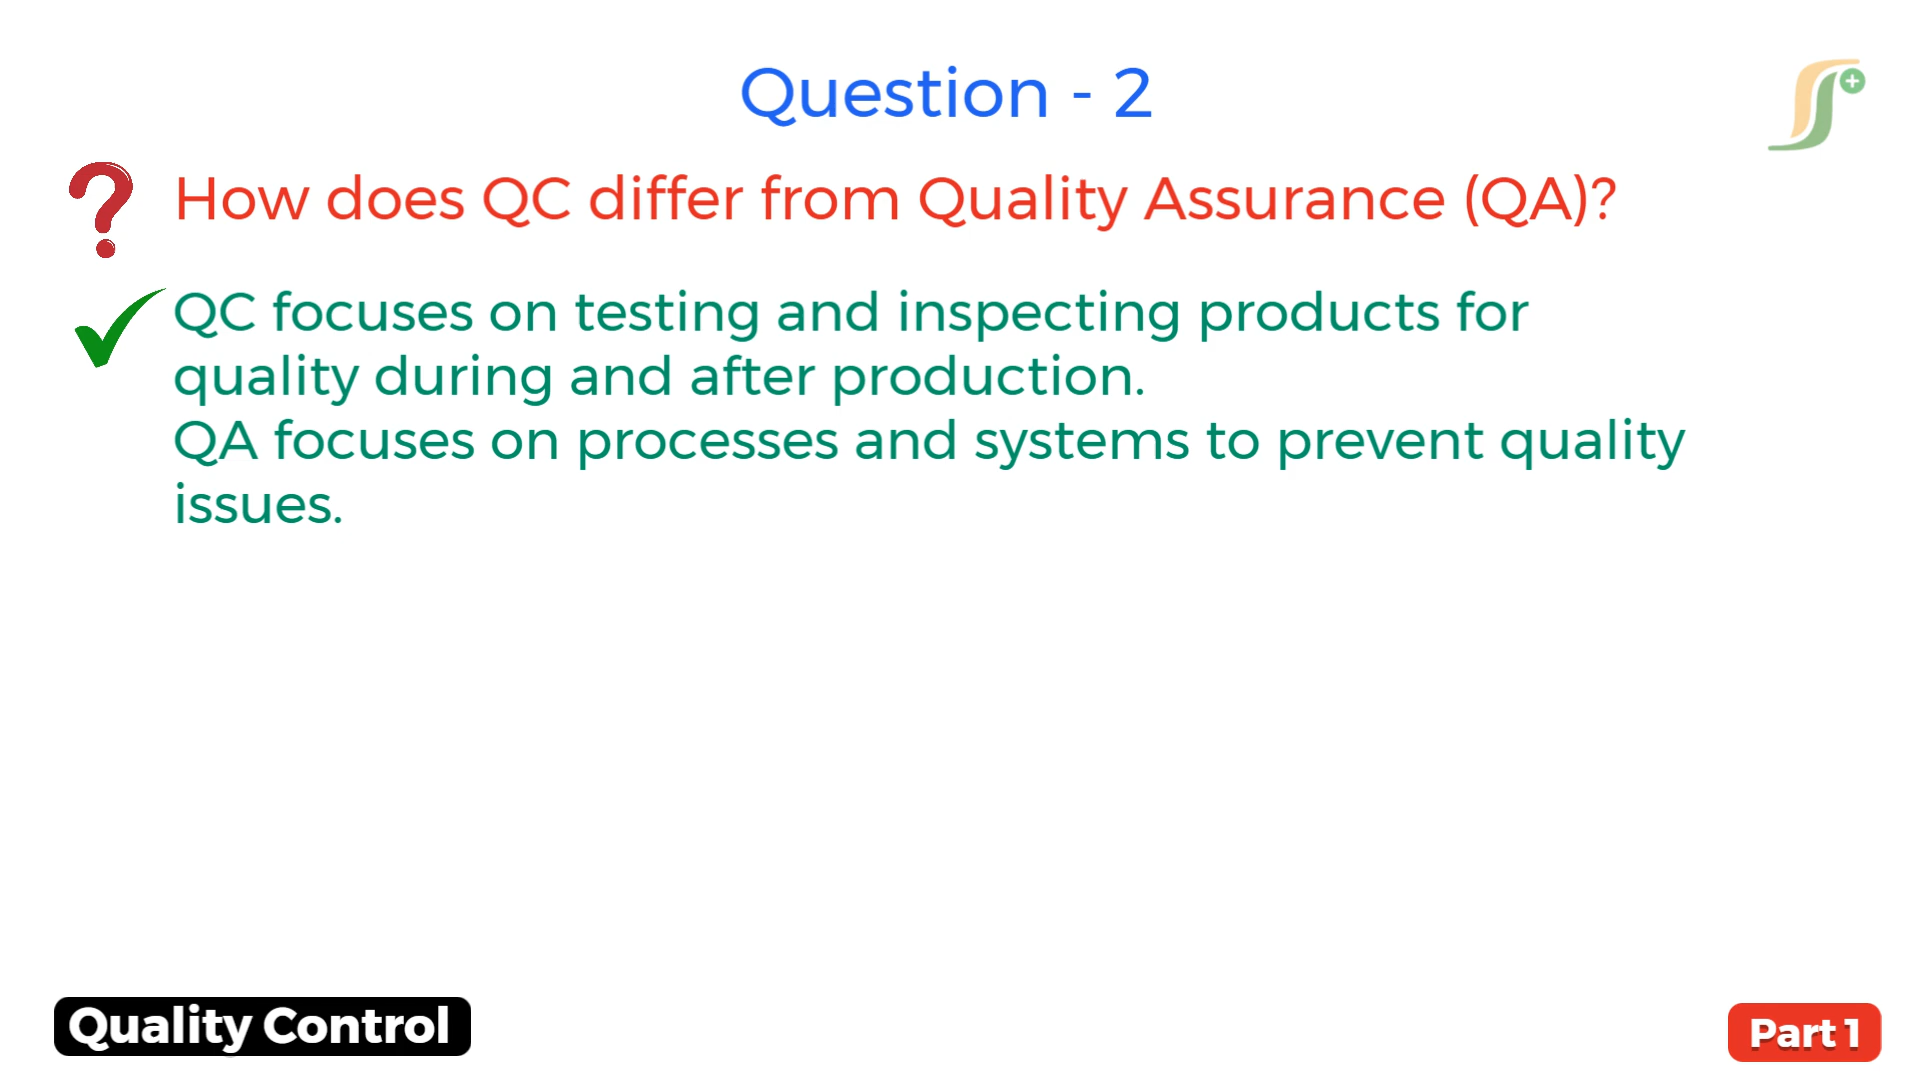 Question - 2
How does QC differ from Quality Assurance (QA)?
QC focuses on testing and inspecting products for
quality during and after production.
QA focuses on processes and systems to prevent quality
issues.
Quality Control
Part 1